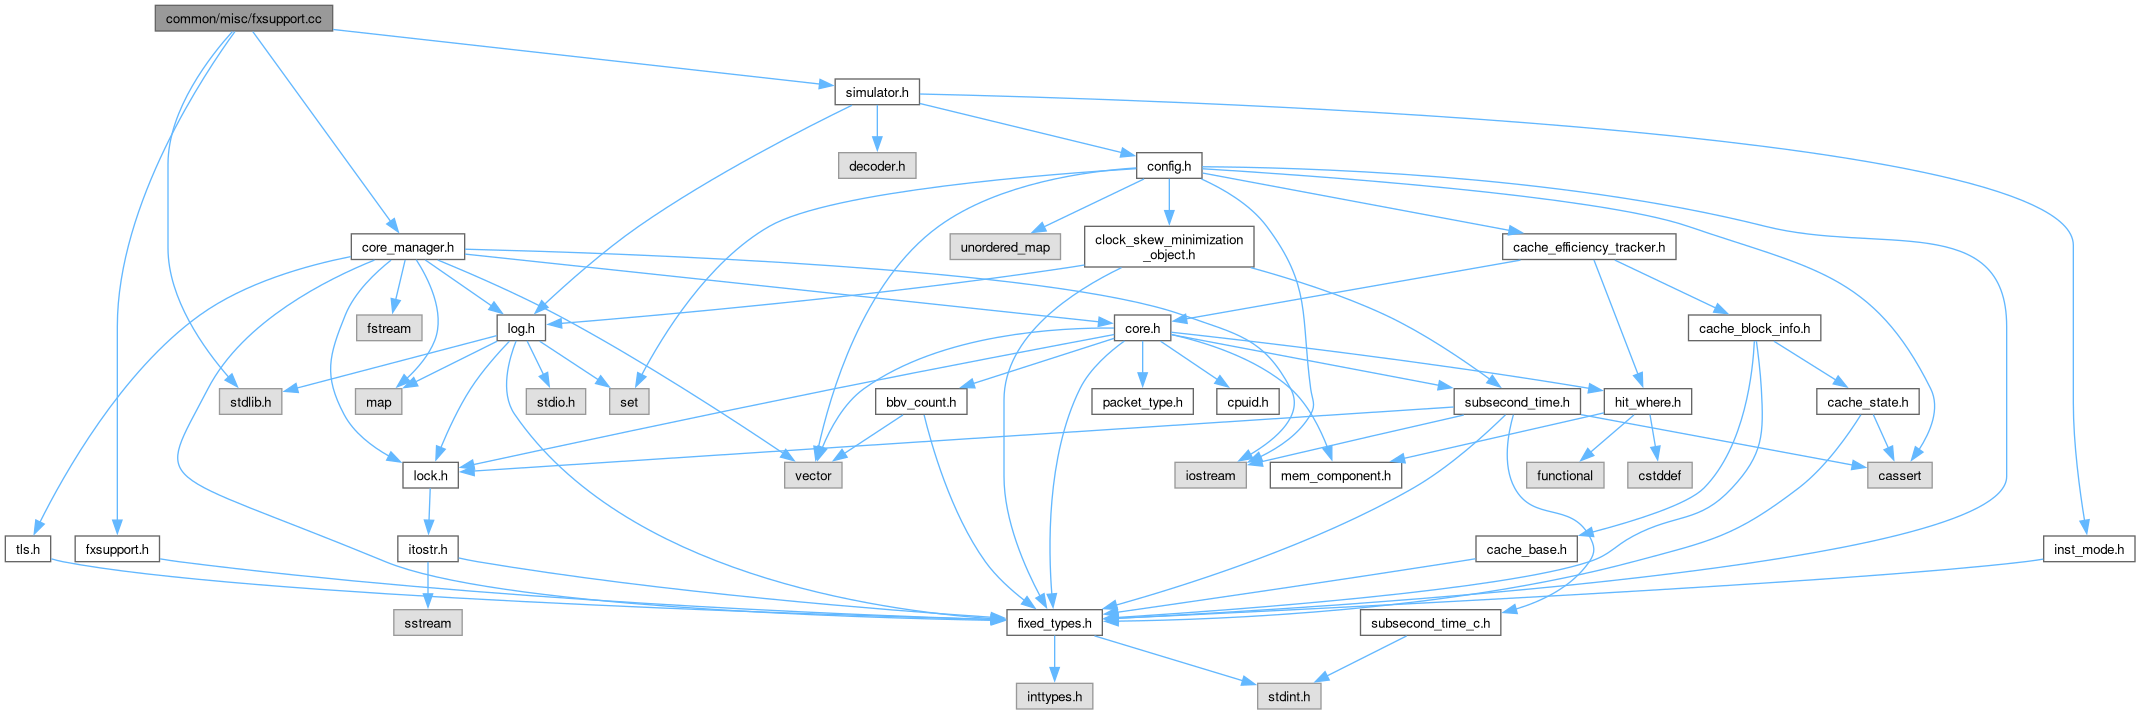 common/misc/fxsupport.cc
simulator.h
decoder.h
config.h
core_manager.h
unordered_map
clock_skew_minimization
_object.h
cache_efficiency_tracker.h
fstream
log.h
core.h
cache_block_info.h
stdlib.h
map
stdio.h
set
bbv_count.h
packet_type.h
cpuid.h
subsecond_time.h
hit_where.h
cache_state.h
lock.h
vector
iostream
mem_component.h
functional
cstddef
cassert
tls.h
fxsupport.h
itostr.h
cache_base.h
inst_mode.h
sstream
fixed_types.h
subsecond_time_c.h
inttypes.h
stdint.h